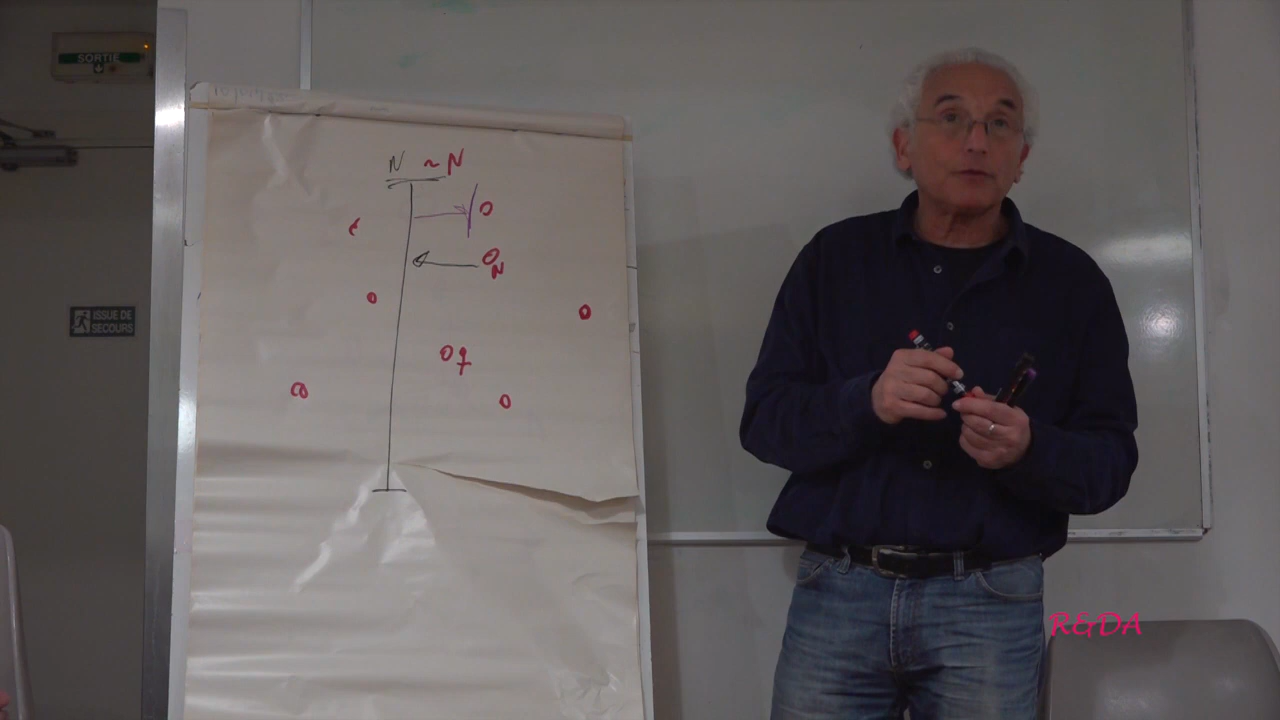 SORTIE
N ~ N
O
O
N
O
O
O q
O
ISSUE DE
SECOURS
R&DA